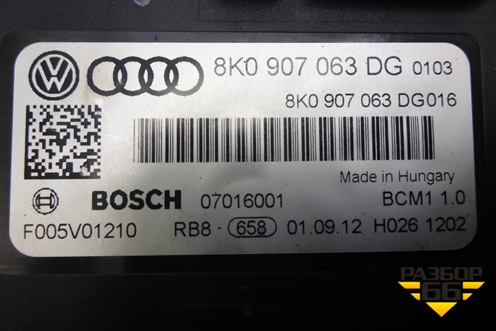 8K0 907 063 DG 0103
8K0 907 063 DG016
Made in Hungary
BOSCH 07016001 BCM1 1.0
F005V01210 RB8- 658 01.09.12 H026 1202
РАЗБОР
66